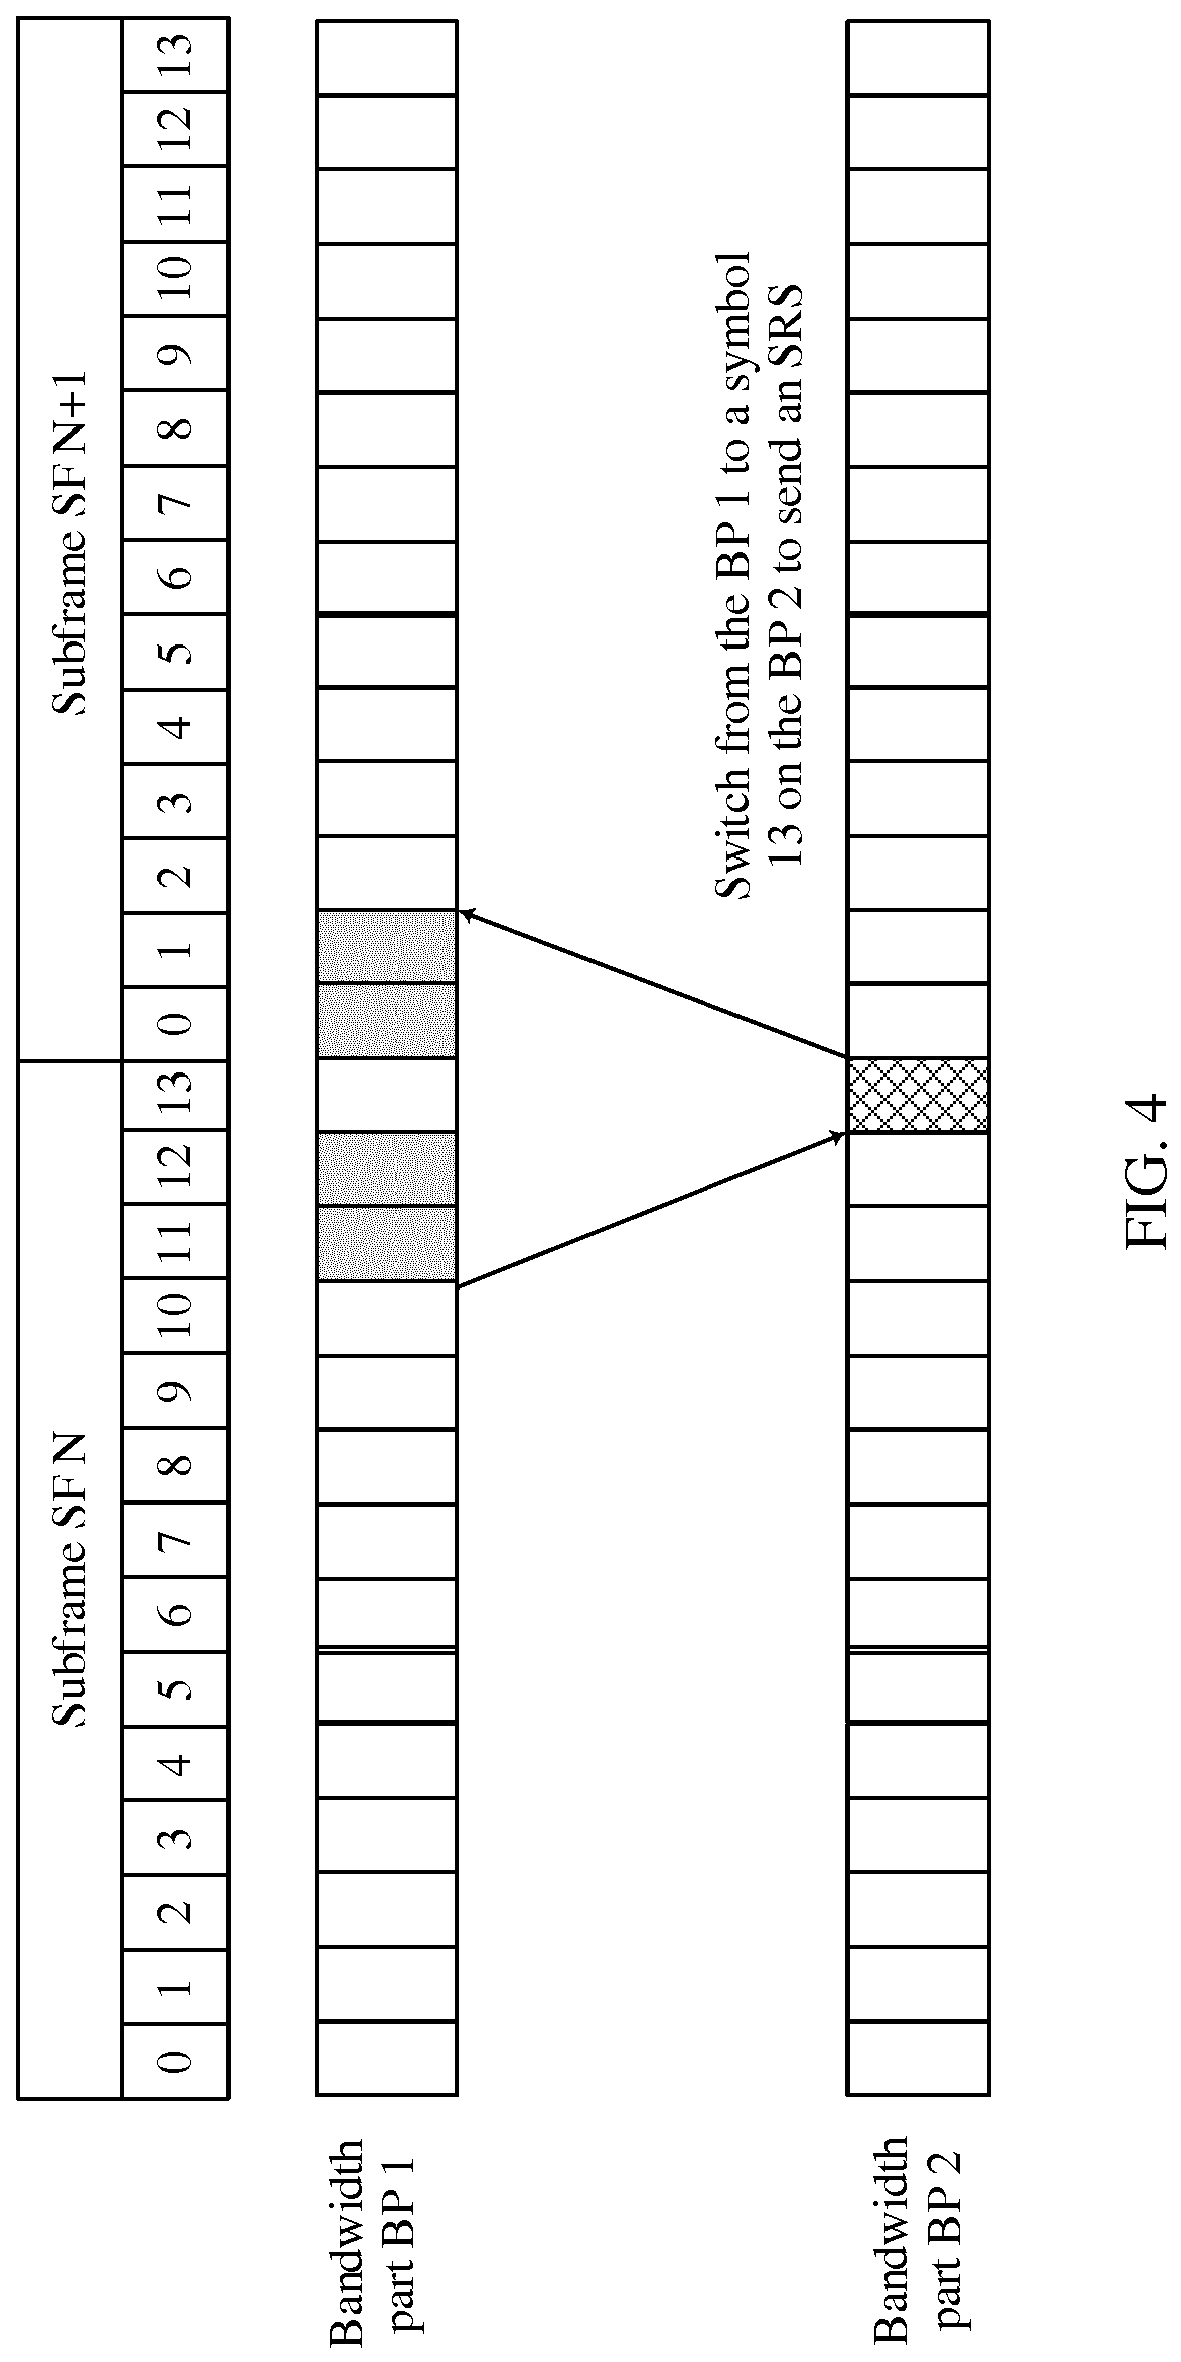 Subframe SF N Subframe SF N+1
0 1 2 3 4 5 6 7 8 9 10 11 12 13 0 1 2 3 4 5 6 7 8 9 10 11 12 13
Bandwidth
part BP 1
Switch from the BP 1 to a symbol
13 on the BP 2 to send an SRS
Bandwidth
part BP 2
FIG. 4